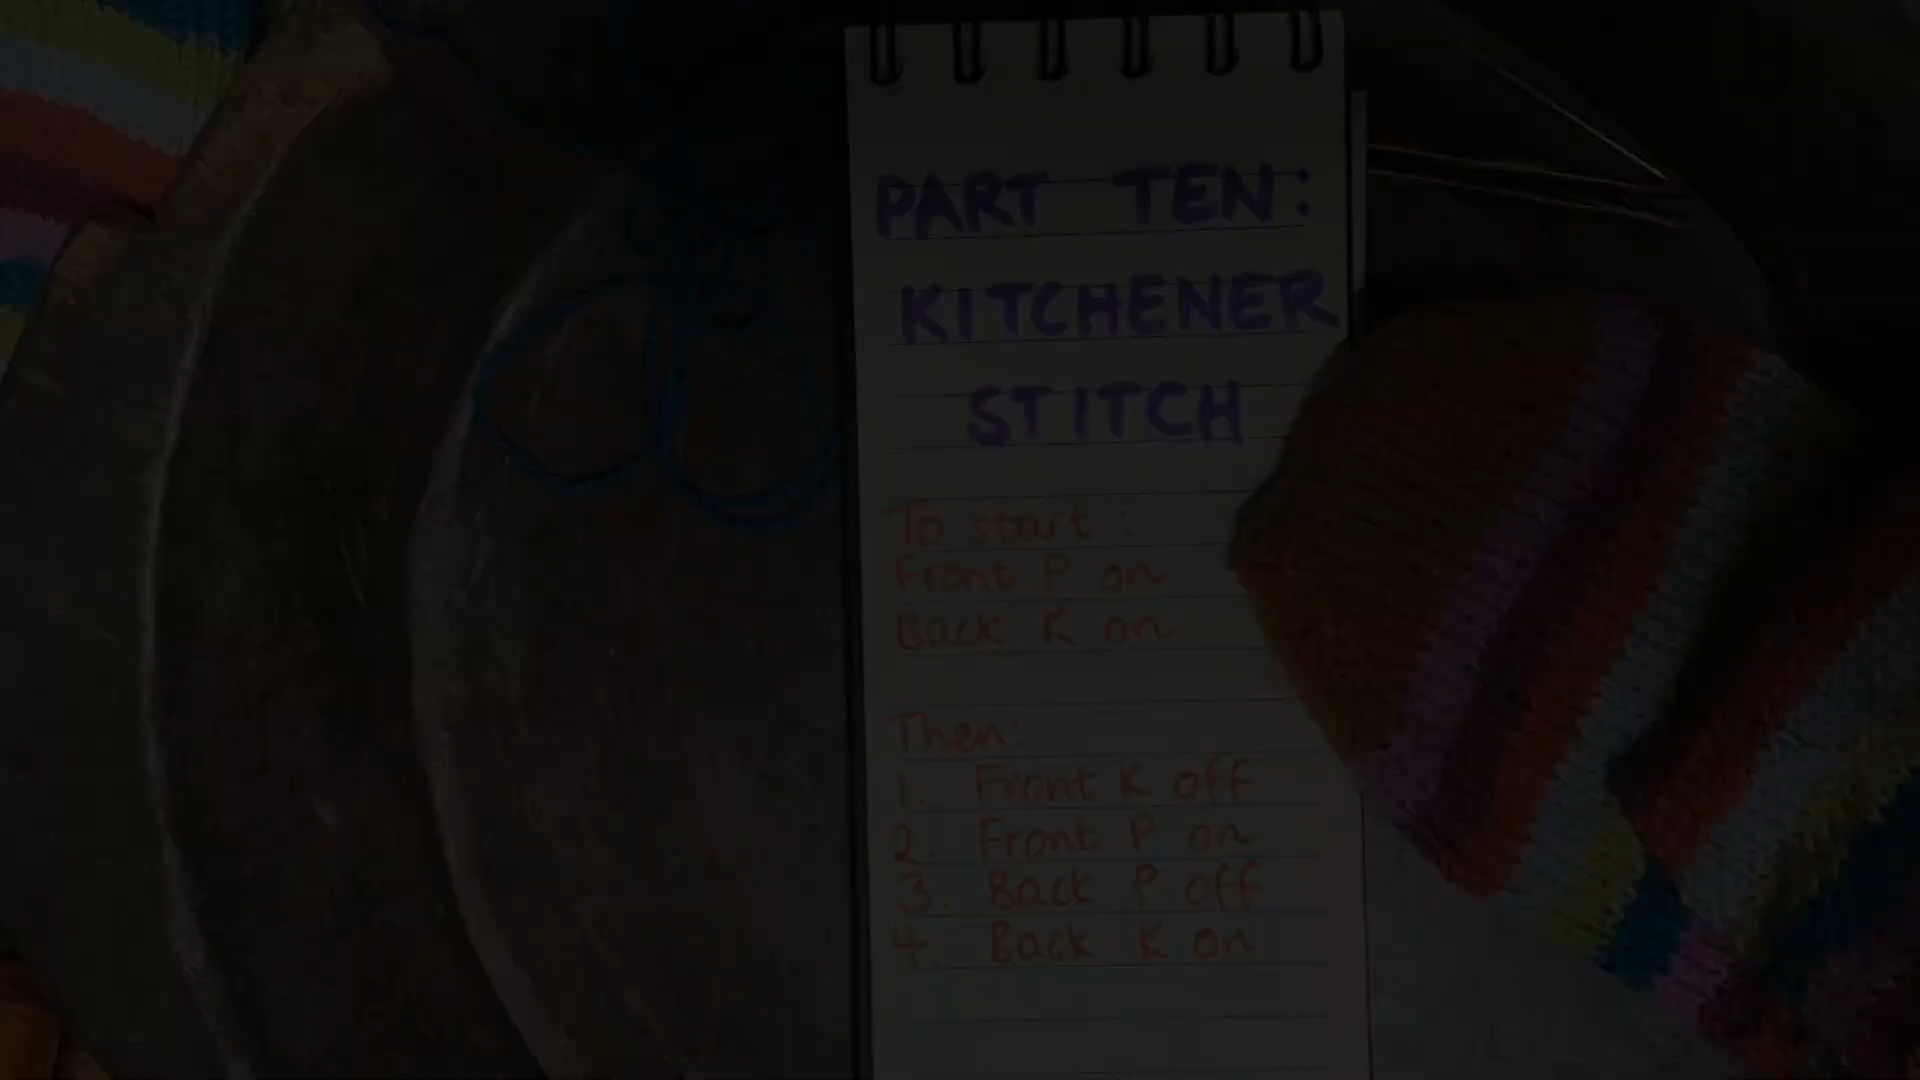 PART TEN:
KITCHENER
STITCH
To start:
Front P on
Back K on
Then:
1. Front K off
2. Front P on
3. Back P off
4. Back K on